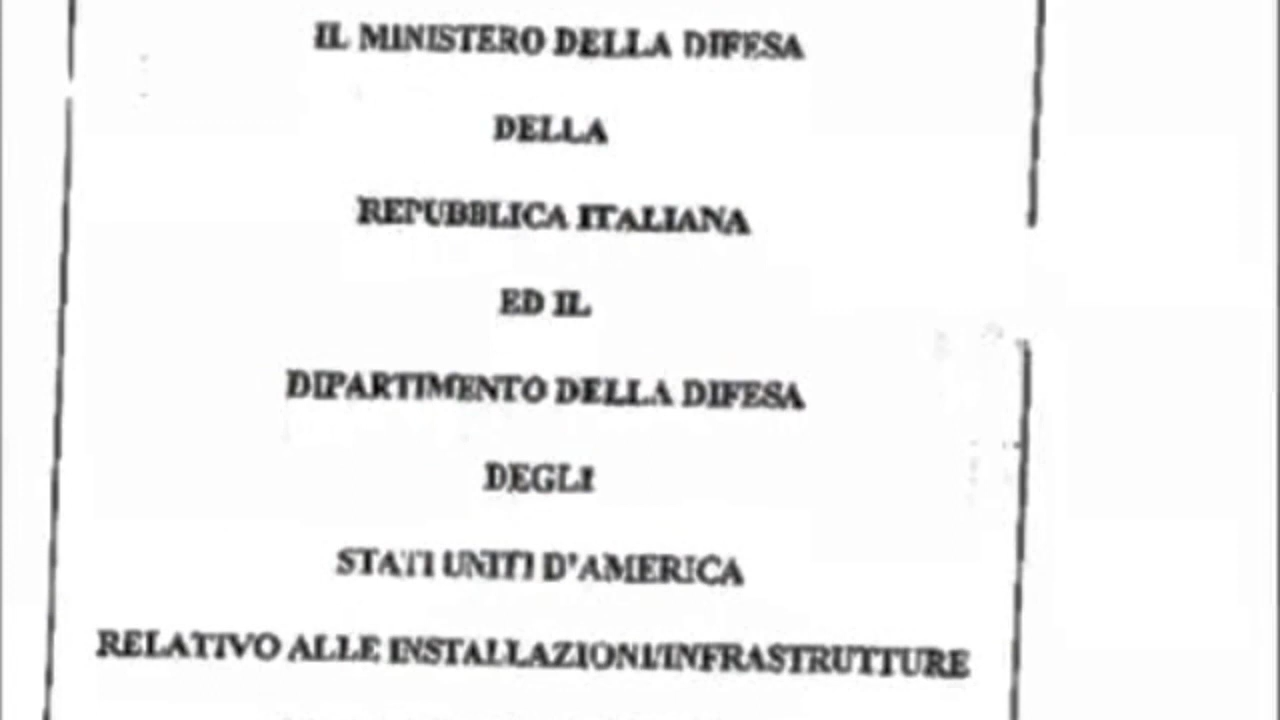 IL MINISTERO DELLA DIFESA
DELLA
REPUBBLICA ITALIANA
ED IL
DIPARTIMENTO DELLA DIFESA
DEGLI
STATI UNITI D'AMERICA
RELATIVO ALLE INSTALLAZIONI/INFRASTRUTTURE